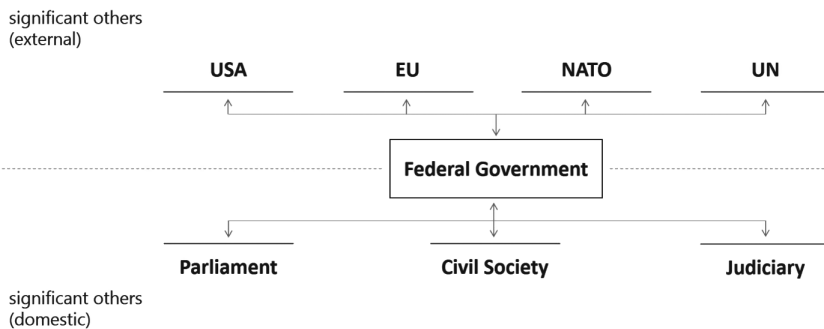 significant others
(external)
USA EU NATO UN
Federal Government
Parliament Civil Society Judiciary
significant others
(domestic)